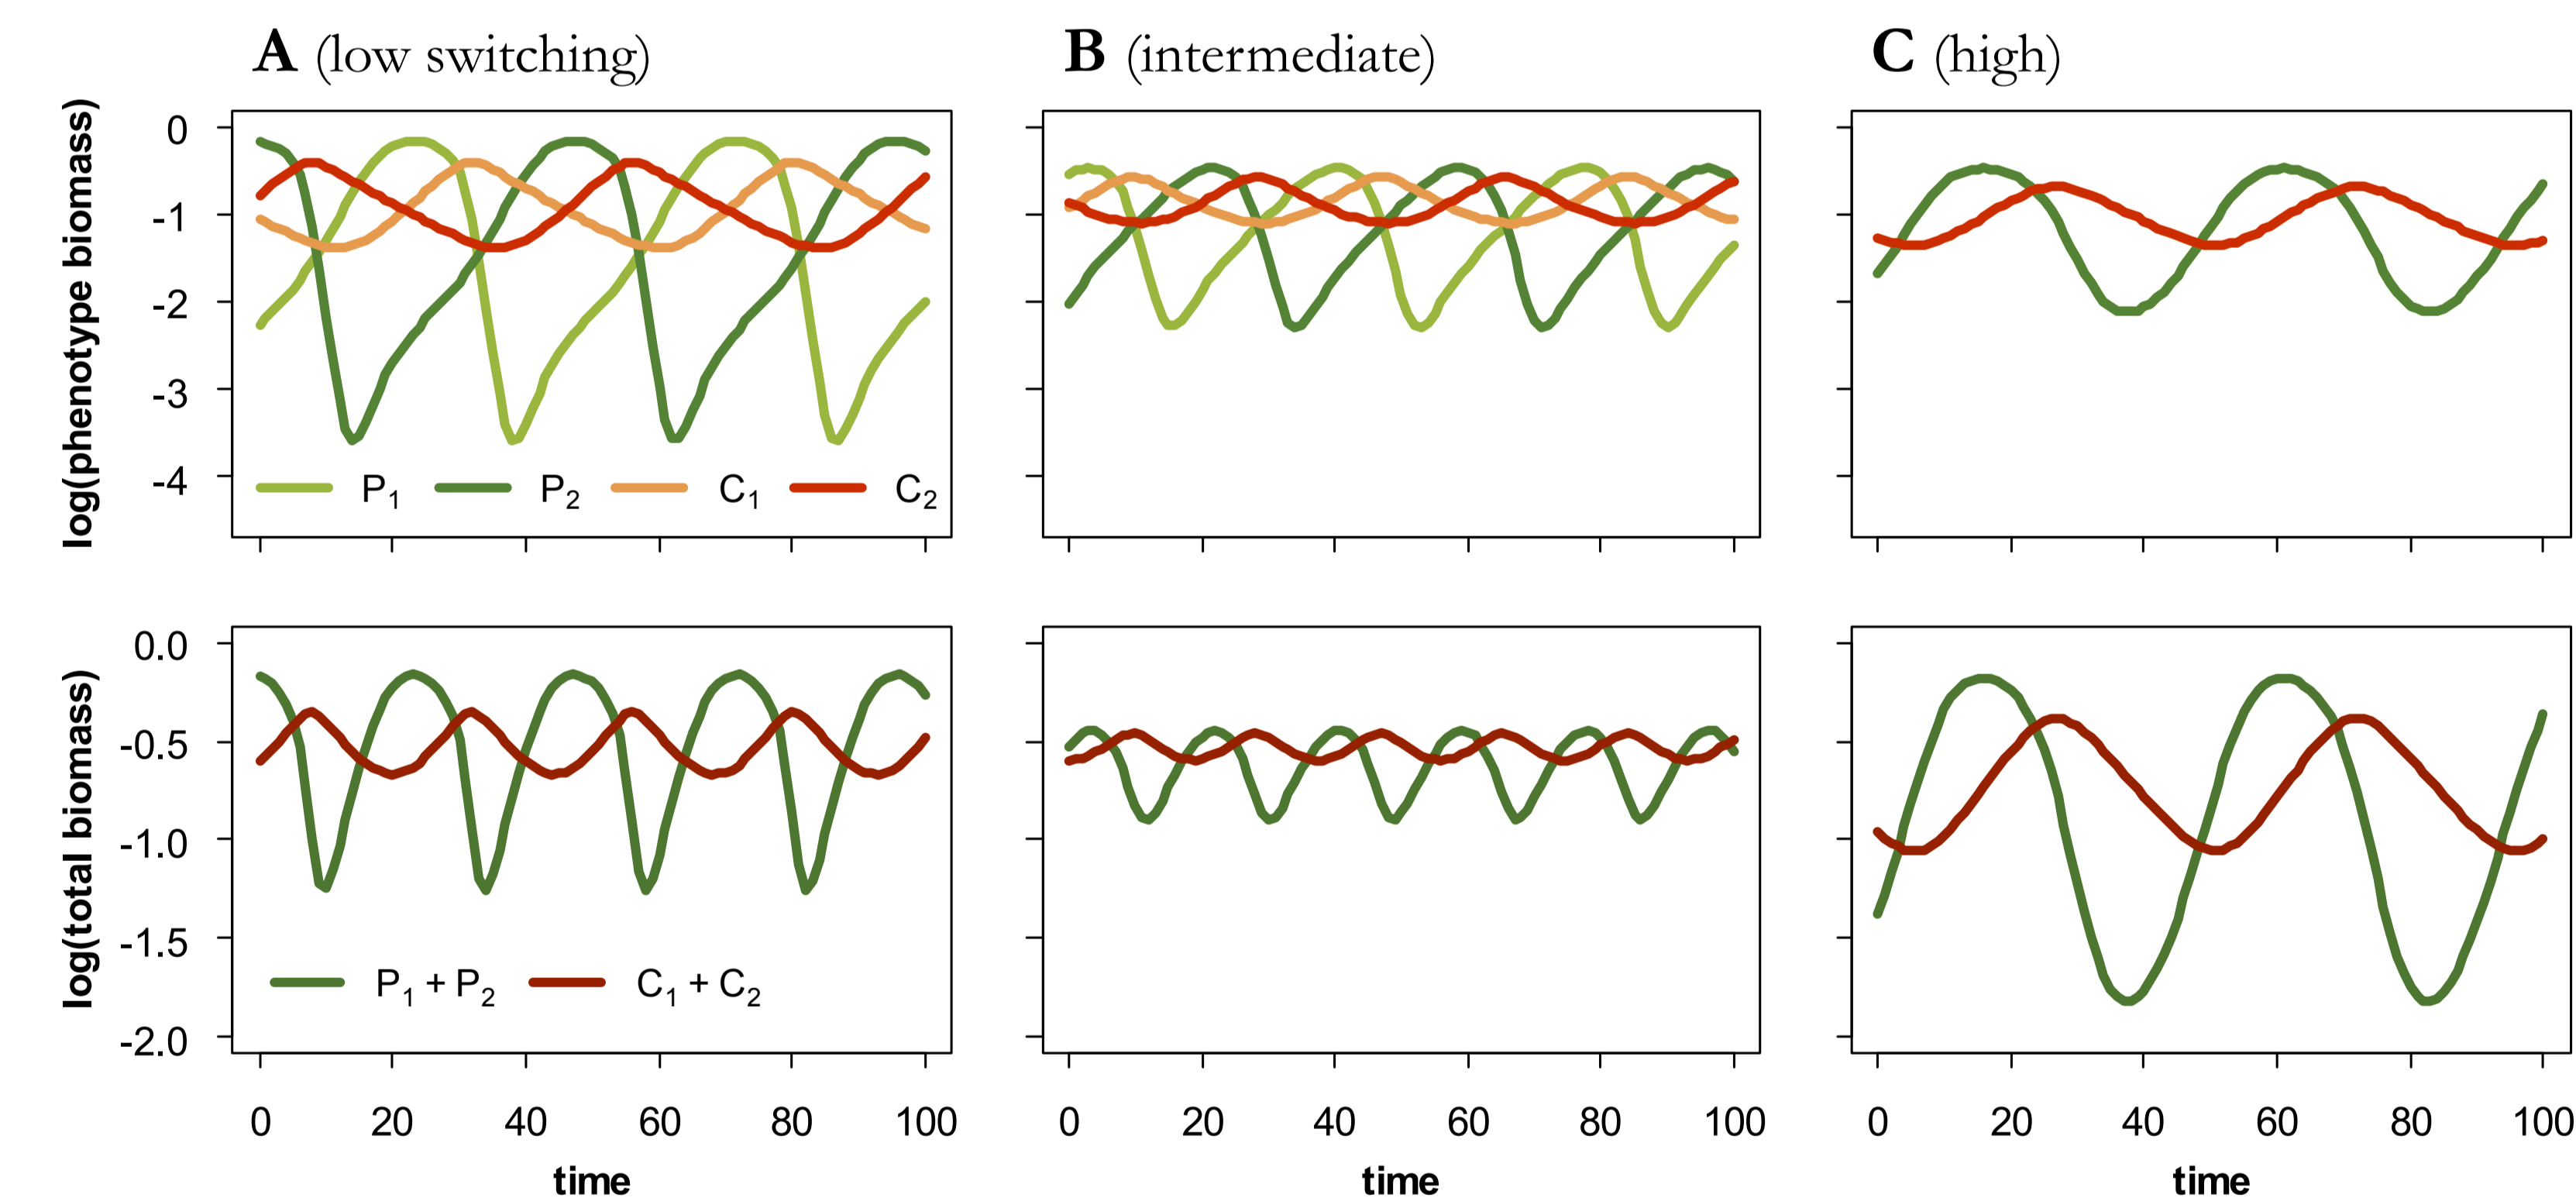 A (low switching)
B (intermediate)
C (high)
log(phenotype biomass)
0
-1
-2
-3
-4
P1 P2 C1 C2
log(total biomass)
0.0
-0.5
-1.0
-1.5
-2.0
P1 + P2 C1 + C2
0 20 40 60 80 100
0 20 40 60 80 100
0 20 40 60 80 100
time
time
time